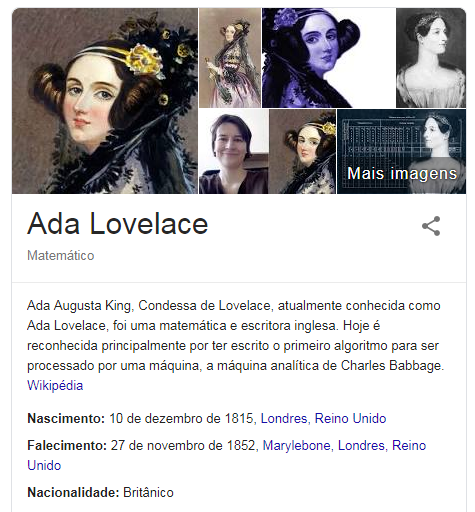 Mais imagens
Ada Lovelace
Matemático
Ada Augusta King, Condessa de Lovelace, atualmente conhecida como
Ada Lovelace, foi uma matemática e escritora inglesa. Hoje é
reconhecida principalmente por ter escrito o primeiro algoritmo para ser
processado por uma máquina, a máquina analítica de Charles Babbage.
Wikipédia
Nascimento: 10 de dezembro de 1815, Londres, Reino Unido
Falecimento: 27 de novembro de 1852, Marylebone, Londres, Reino
Unido
Nacionalidade: Britânico